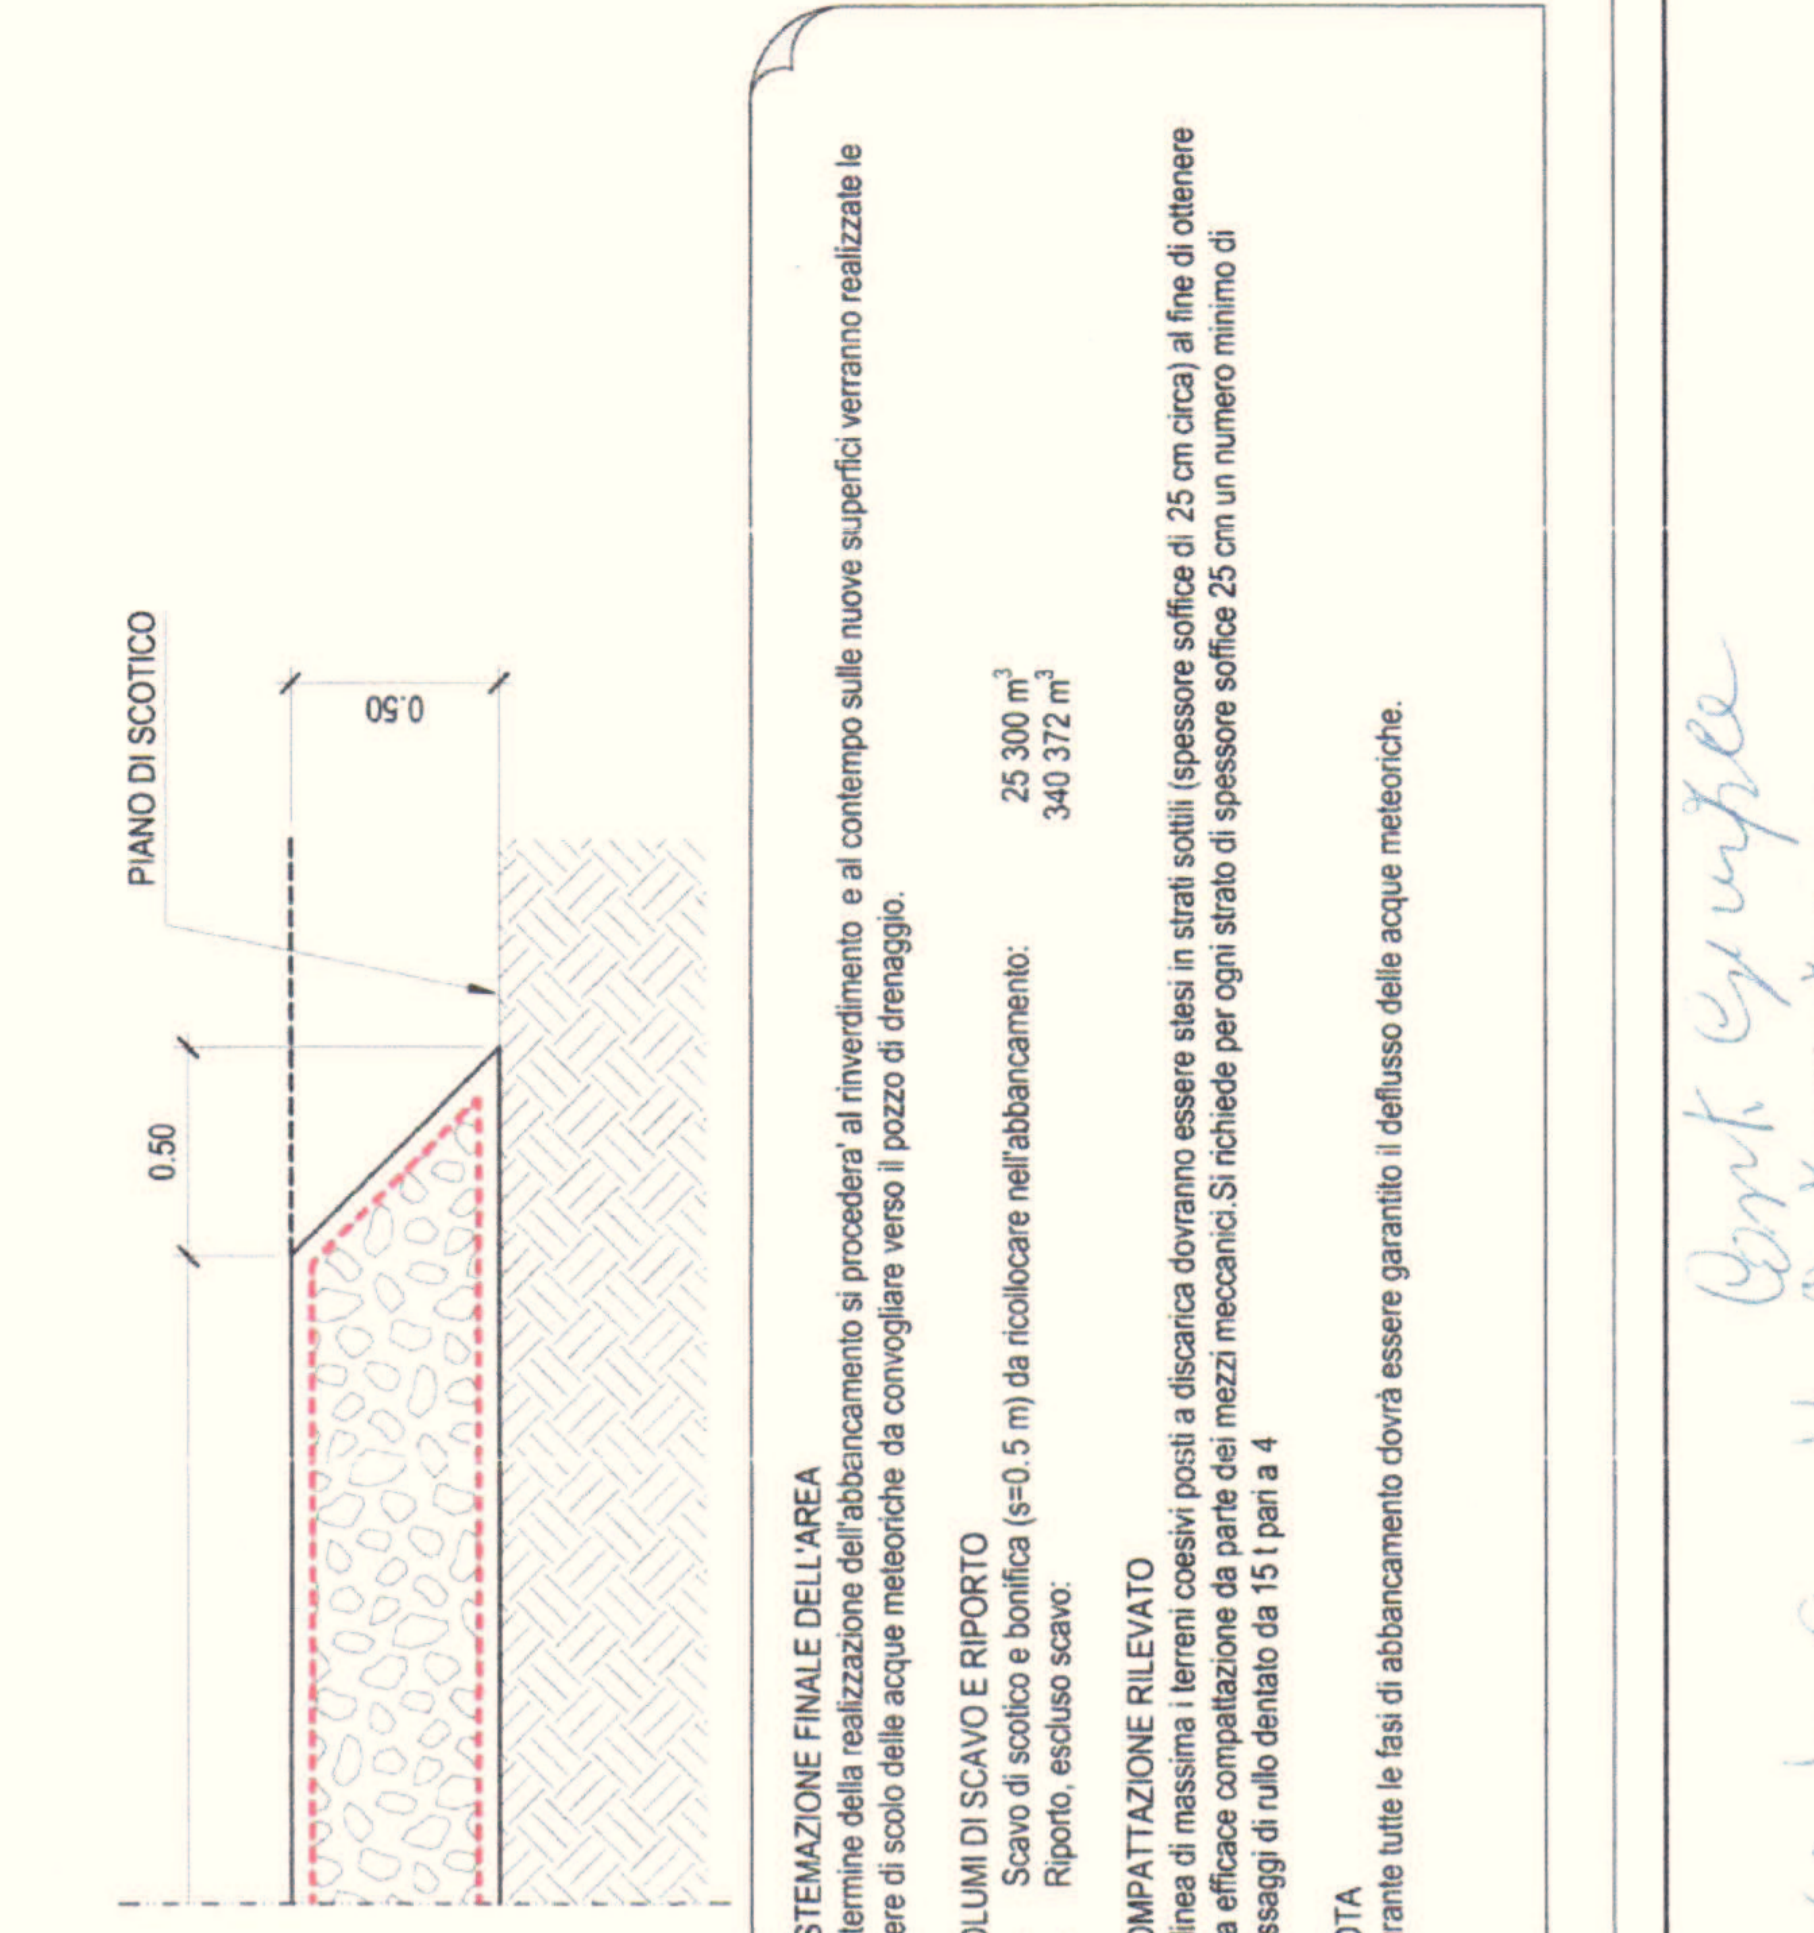 PIANO DI SCOTICO
0.50
0.50
STEMAZIONE FINALE DELL'AREA
termine della realizzazione dell'abbancamento si procedera' al rinverdimento e al contempo sulle nuove superfici verranno realizzate le
ere di scolo delle acque meteoriche da convogliare verso il pozzo di drenaggio.
OLUMI DI SCAVO E RIPORTO
Scavo di scotico e bonifica (s=0.5 m) da ricollocare nell'abbancamento: 25 300 m³
Riporto, escluso scavo: 340 372 m³
OMPATTAZIONE RILEVATO
linea di massima i terreni coesivi posti a discarica dovranno essere stesi in strati sottili (spessore soffice di 25 cm circa) al fine di ottenere
a efficace compattazione da parte dei mezzi meccanici.Si richiede per ogni strato di spessore soffice 25 cm un numero minimo di
ssaggi di rullo dentato da 15 t pari a 4
OTA
rante tutte le fasi di abbancamento dovrà essere garantito il deflusso delle acque meteoriche.